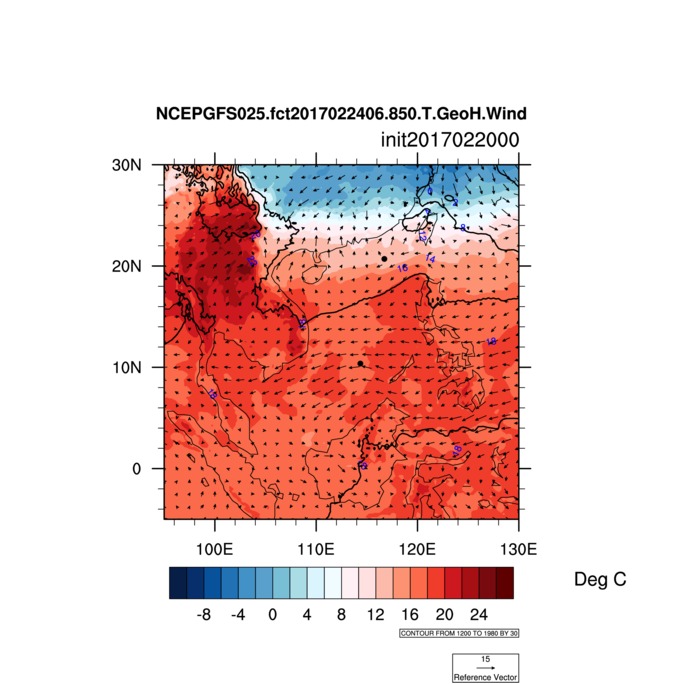 NCEPGFS025.fct2017022406.850.T.GeoH.Wind
init2017022000
30N
20N
10N
0
100E 110E 120E 130E
-8 -4 0 4 8 12 16 20 24
Deg C
CONTOUR FROM 1200 TO 1980 BY 30
15
Reference Vector